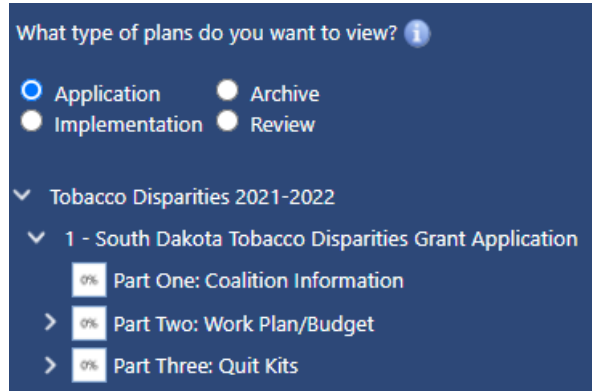 What type of plans do you want to view? i
Application Archive
Implementation Review
Tobacco Disparities 2021-2022
1 - South Dakota Tobacco Disparities Grant Application
0% Part One: Coalition Information
0% Part Two: Work Plan/Budget
0% Part Three: Quit Kits